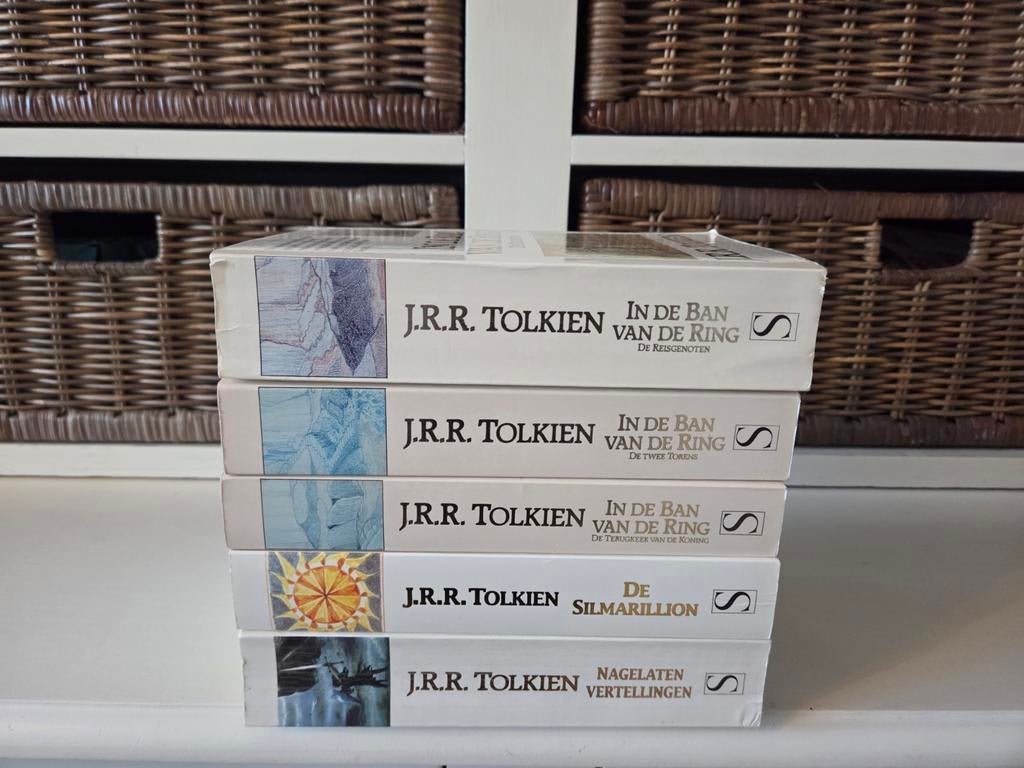 J.R.R. TOLKIEN
IN DE BAN
VAN DE RING
DE REISGENOTEN
S
J.R.R. TOLKIEN
IN DE BAN
VAN DE RING
DE TWEE TORENS
S
J.R.R. TOLKIEN
IN DE BAN
VAN DE RING
DE TERUGKEER VAN DE KONING
S
J.R.R. TOLKIEN
DE
SILMARILLION
S
J.R.R. TOLKIEN
NAGELATEN
VERTELLINGEN
S